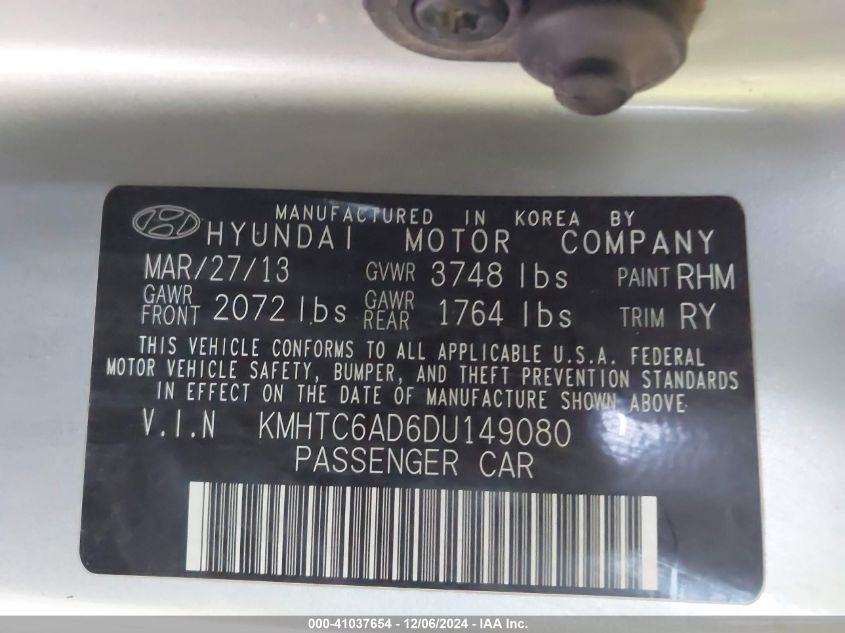 MANUFACTURED IN KOREA BY
HYUNDAI MOTOR COMPANY
MAR/27/13 GVWR 3748 lbs PAINT RHM
GAWR FRONT 2072 lbs GAWR REAR 1764 lbs TRIM RY
THIS VEHICLE CONFORMS TO ALL APPLICABLE U.S.A. FEDERAL
MOTOR VEHICLE SAFETY, BUMPER, AND THEFT PREVENTION STANDARDS
IN EFFECT ON THE DATE OF MANUFACTURE SHOWN ABOVE
V.I.N KMHTC6AD6DU149080
PASSENGER CAR
000-41037654 - 12/06/2024 - IAA Inc.